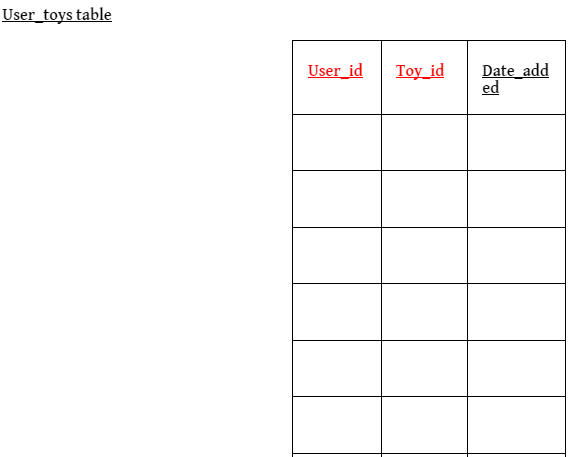 User_toys table
User_id Toy_id Date_add
ed